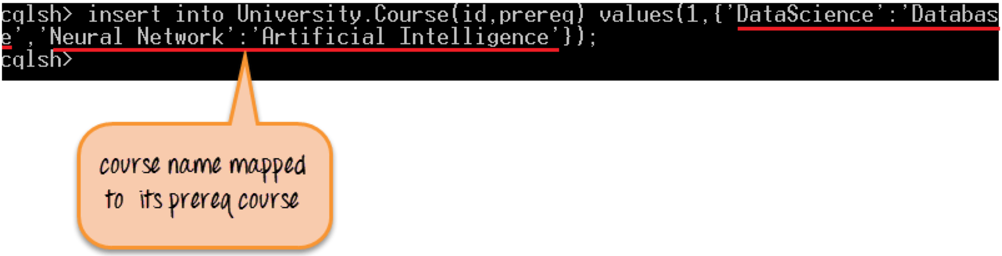 cqlsh> insert into University.Course(id,prereq) values(1,{'DataScience':'Databas
e','Neural Network':'Artificial Intelligence'});
cqlsh>
course name mapped
to its prereq course